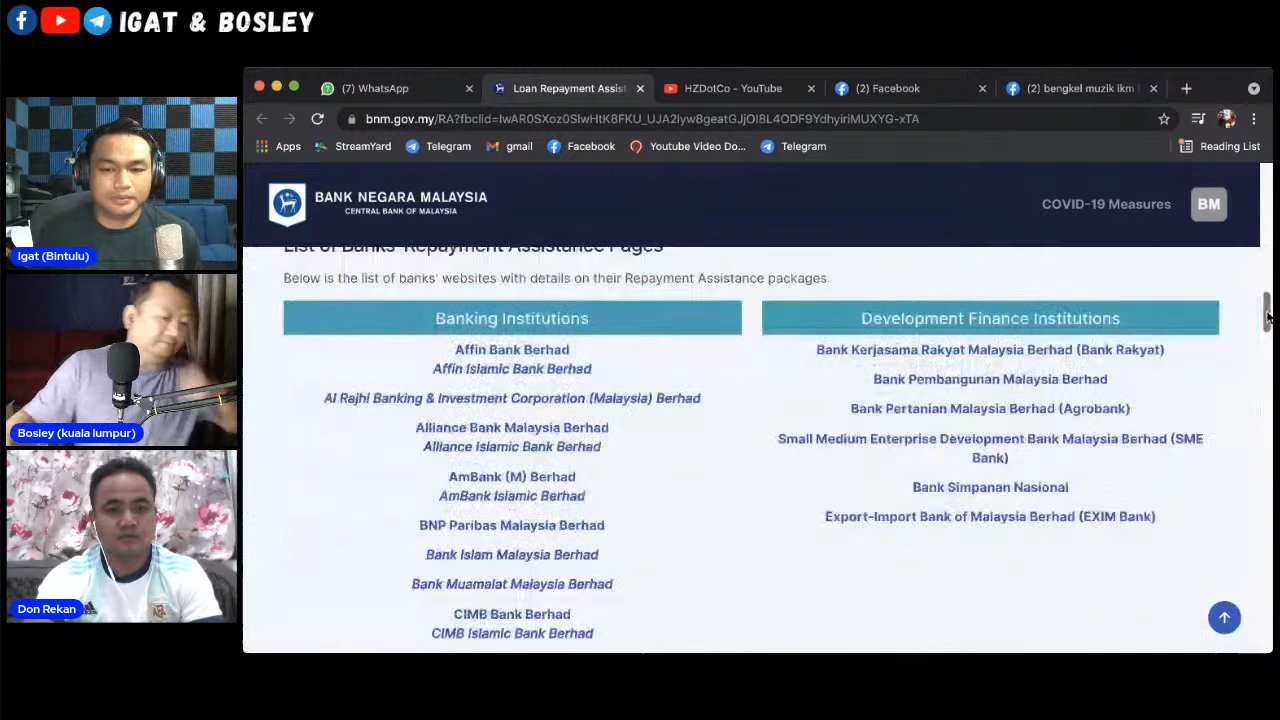 IGAT & BOSLEY
(7) WhatsApp
Loan Repayment Assist
HZDotCo - YouTube
(2) Facebook
(2) bengkel muzik ikm
bnm.gov.my/RA?fbclid=IwAR0SXoz0SlwHtK8FKU_UJA2lyw8geatGJjOI8L4ODF9YdhyiriMUXYG-xTA
Apps
StreamYard
Telegram
gmail
Facebook
Youtube Video Do...
Telegram
Reading List
BANK NEGARA MALAYSIA
CENTRAL BANK OF MALAYSIA
COVID-19 Measures
BM
List of Banks' Repayment Assistance Pages
Below is the list of banks' websites with details on their Repayment Assistance packages.
Banking Institutions
Affin Bank Berhad
Affin Islamic Bank Berhad
Al Rajhi Banking & Investment Corporation (Malaysia) Berhad
Alliance Bank Malaysia Berhad
Alliance Islamic Bank Berhad
AmBank (M) Berhad
AmBank Islamic Berhad
BNP Paribas Malaysia Berhad
Bank Islam Malaysia Berhad
Bank Muamalat Malaysia Berhad
CIMB Bank Berhad
CIMB Islamic Bank Berhad
Development Finance Institutions
Bank Kerjasama Rakyat Malaysia Berhad (Bank Rakyat)
Bank Pembangunan Malaysia Berhad
Bank Pertanian Malaysia Berhad (Agrobank)
Small Medium Enterprise Development Bank Malaysia Berhad (SME
Bank)
Bank Simpanan Nasional
Export-Import Bank of Malaysia Berhad (EXIM Bank)
Igat (Bintulu)
Bosley (kuala lumpur)
Don Rekan